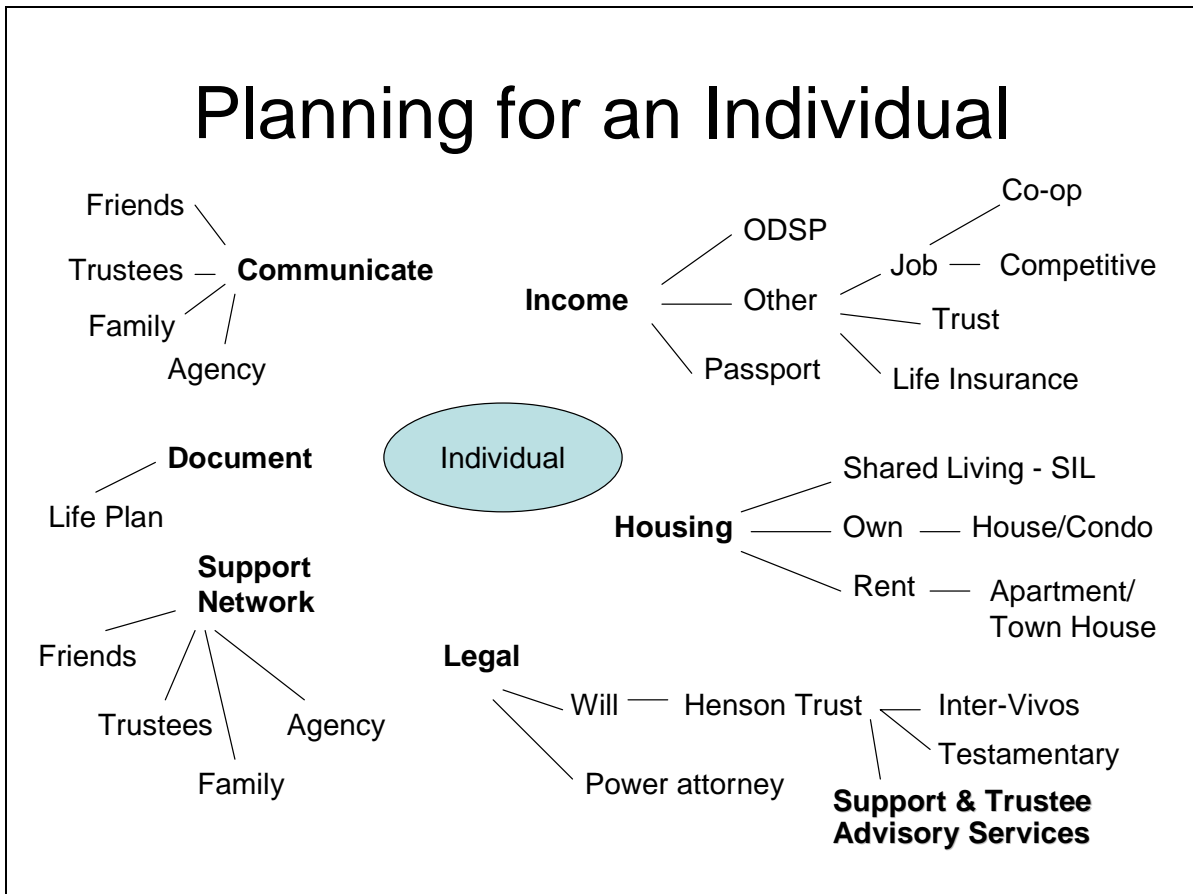 Planning for an Individual
Friends
Trustees
Communicate
Family
Agency
Income
ODSP
Other
Passport
Job
Co-op
Competitive
Trust
Life Insurance
Document
Life Plan
Individual
Housing
Shared Living - SIL
Own
House/Condo
Rent
Apartment/
Town House
Support
Network
Friends
Trustees
Family
Agency
Legal
Will
Henson Trust
Inter-Vivos
Testamentary
Power attorney
Support & Trustee
Advisory Services